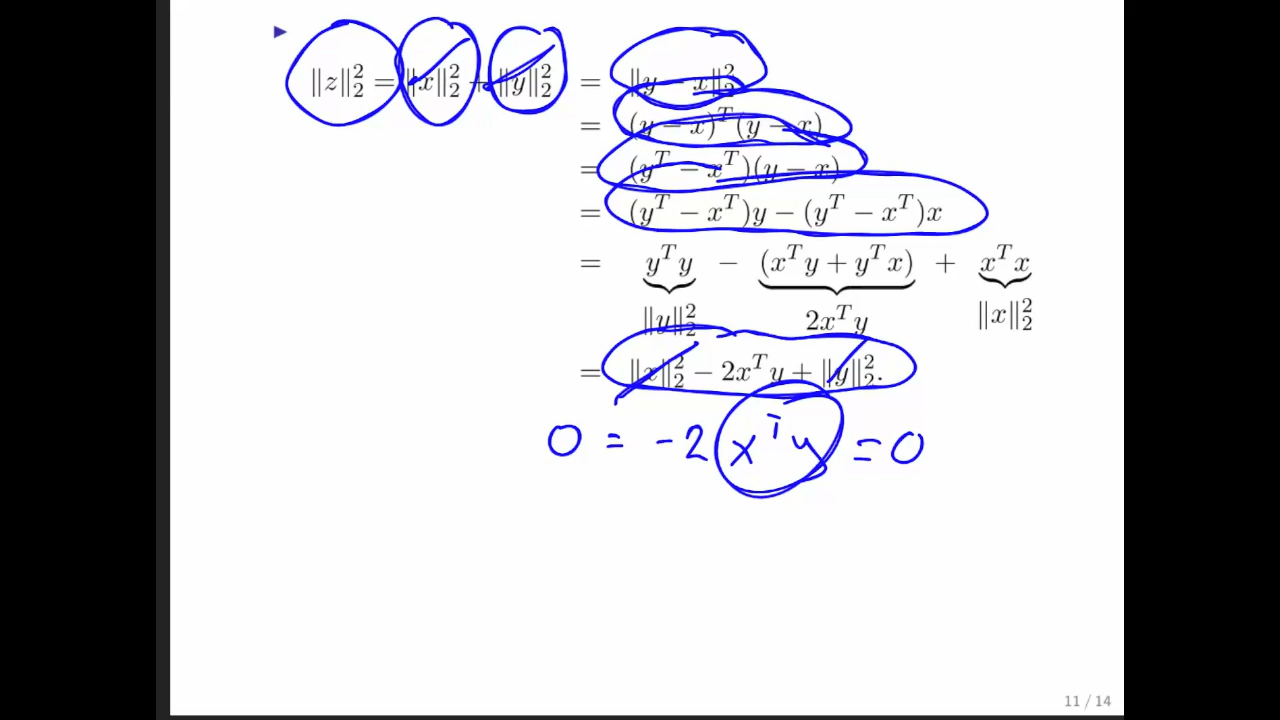 ▶
‖z‖₂² = ‖x‖₂² + ‖y‖₂² = ‖y − x‖₂²
= (y − x)ᵀ(y − x)
= (yᵀ − xᵀ)(y − x)
= (yᵀ − xᵀ)y − (yᵀ − xᵀ)x
= yᵀy − (xᵀy + yᵀx) + xᵀx
‖y‖₂² 2xᵀy ‖x‖₂²
= ‖x‖₂² − 2xᵀy + ‖y‖₂².
0 = -2 xᵀy = 0
11 / 14